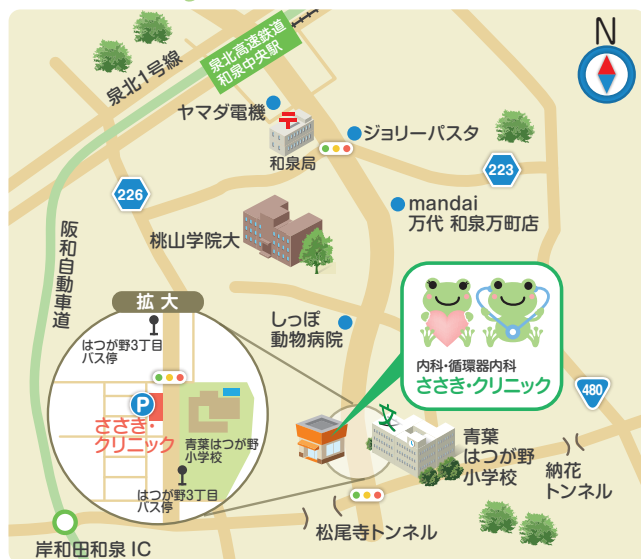 N
泉北高速鉄道
和泉中央駅
泉北1号線
ヤマダ電機
和泉局
ジョリーパスタ
223
226
mandai
万代 和泉万町店
桃山学院大
阪和自動車道
拡大
はつが野3丁目
バス停
しっぽ
動物病院
内科・循環器内科
ささき・クリニック
480
P
ささき・
クリニック
青葉はつが野
小学校
はつが野3丁目
バス停
青葉
はつが野
小学校
納花
トンネル
松尾寺トンネル
岸和田和泉 IC